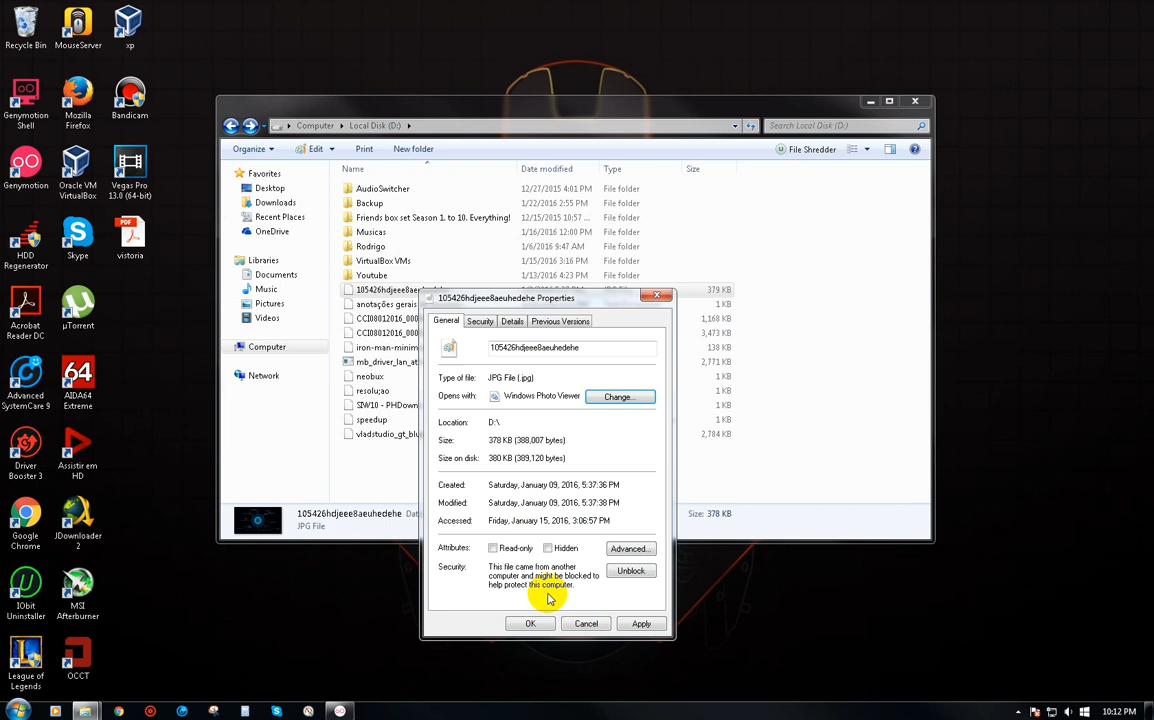 Recycle Bin
MouseServer
xp
Genymotion Shell
Mozilla Firefox
Bandicam
Genymotion
Oracle VM VirtualBox
Vegas Pro 13.0 (64-bit)
HDD Regenerator
Skype
PDF
vistoria
Acrobat Reader DC
µTorrent
Advanced SystemCare 9
64
AIDA64 Extreme
Driver Booster 3
Assistir em HD
Google Chrome
JDownloader 2
IObit Uninstaller
MSI Afterburner
League of Legends
OCCT
Computer
Local Disk (D:)
Search Local Disk (D:)
Organize
Edit
Print
New folder
File Shredder
Favorites
Desktop
Downloads
Recent Places
OneDrive
Libraries
Documents
Music
Pictures
Videos
Computer
Network
Name Date modified Type Size
AudioSwitcher 12/27/2015 4:01 PM File folder
Backup 1/22/2016 2:55 PM File folder
Friends box set Season 1. to 10. Everything! 12/15/2015 10:57 ... File folder
Musicas 1/16/2016 12:00 PM File folder
Rodrigo 1/6/2016 9:47 AM File folder
VirtualBox VMs 1/15/2016 3:16 PM File folder
Youtube 1/13/2016 4:23 PM File folder
379 KB
anotações gerais 1 KB
CCI08012016_000 1,168 KB
CCI08012016_000 3,473 KB
iron-man-minim 138 KB
mb_driver_lan_at 2,771 KB
neobux 1 KB
resolu;ao 1 KB
SIW10 - PHDown 1 KB
speedup 1 KB
vladstudio_gt_blu 2,784 KB
105426hdjeee8aeuhedehe Properties
General
Security
Details
Previous Versions
105426hdjeee8aeuhedehe
Type of file: JPG File (.jpg)
Opens with: Windows Photo Viewer Change...
Location: D:\
Size: 378 KB (388,007 bytes)
Size on disk: 380 KB (389,120 bytes)
Created: Saturday, January 09, 2016, 5:37:36 PM
Modified: Saturday, January 09, 2016, 5:37:38 PM
Accessed: Friday, January 15, 2016, 3:06:57 PM
Attributes: Read-only Hidden Advanced...
Security: This file came from another
computer and might be blocked to
help protect this computer.
Unblock
OK Cancel Apply
105426hdjeee8aeuhedehe
JPG File
Size: 378 KB
10:12 PM